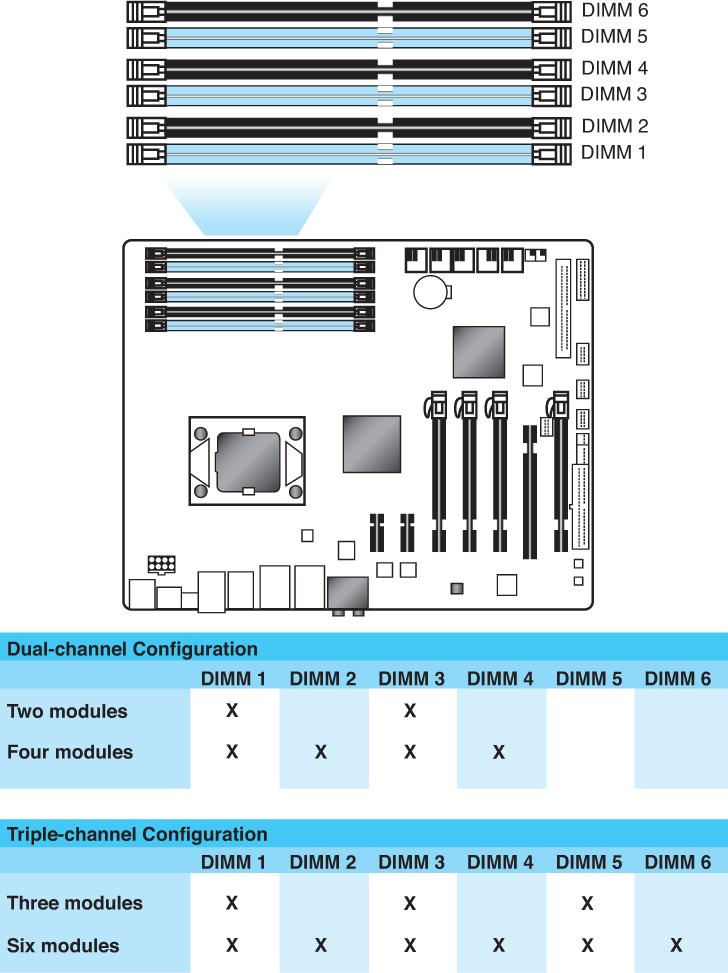 DIMM 6
DIMM 5
DIMM 4
DIMM 3
DIMM 2
DIMM 1
Dual-channel Configuration
DIMM 1 DIMM 2 DIMM 3 DIMM 4 DIMM 5 DIMM 6
Two modules X X
Four modules X X X X
Triple-channel Configuration
DIMM 1 DIMM 2 DIMM 3 DIMM 4 DIMM 5 DIMM 6
Three modules X X X
Six modules X X X X X X